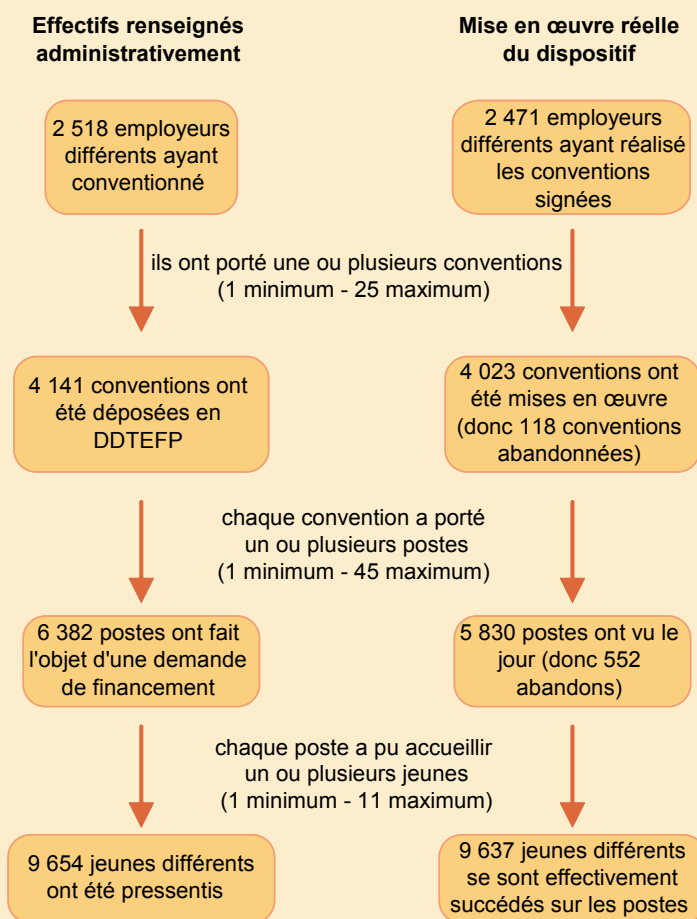 Effectifs renseignés
administrativement
Mise en œuvre réelle
du dispositif
2 518 employeurs
différents ayant
conventionné
2 471 employeurs
différents ayant réalisé
les conventions
signées
ils ont porté une ou plusieurs conventions
(1 minimum - 25 maximum)
4 141 conventions ont
été déposées en
DDTEFP
4 023 conventions ont
été mises en œuvre
(donc 118 conventions
abandonnées)
chaque convention a porté
un ou plusieurs postes
(1 minimum - 45 maximum)
6 382 postes ont fait
l'objet d'une demande
de financement
5 830 postes ont vu le
jour (donc 552
abandons)
chaque poste a pu accueillir
un ou plusieurs jeunes
(1 minimum - 11 maximum)
9 654 jeunes différents
ont été pressentis
9 637 jeunes différents
se sont effectivement
succédés sur les postes